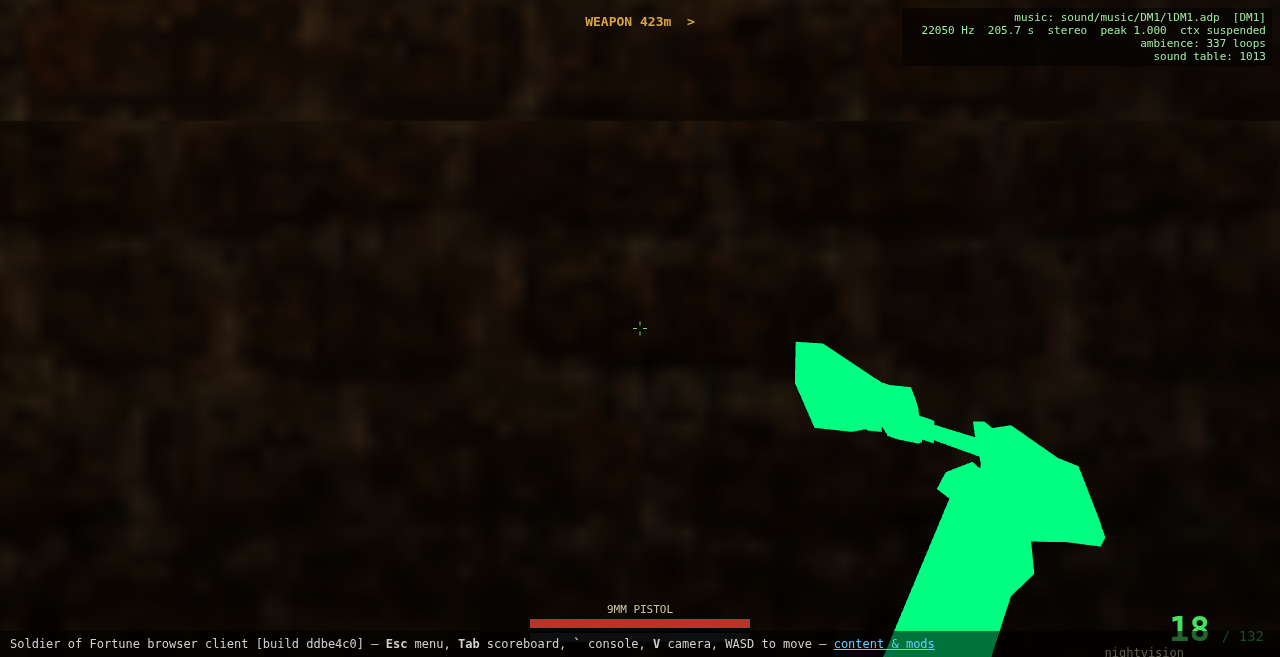 WEAPON 423m  >
music: sound/music/DM1/lDM1.adp  [DM1]
22050 Hz  205.7 s  stereo  peak 1.000  ctx suspended
ambience: 337 loops
sound table: 1013
9MM PISTOL
18 / 132
Soldier of Fortune browser client [build ddbe4c0] — Esc menu, Tab scoreboard, ` console, V camera, WASD to move — content & mods
nightvision